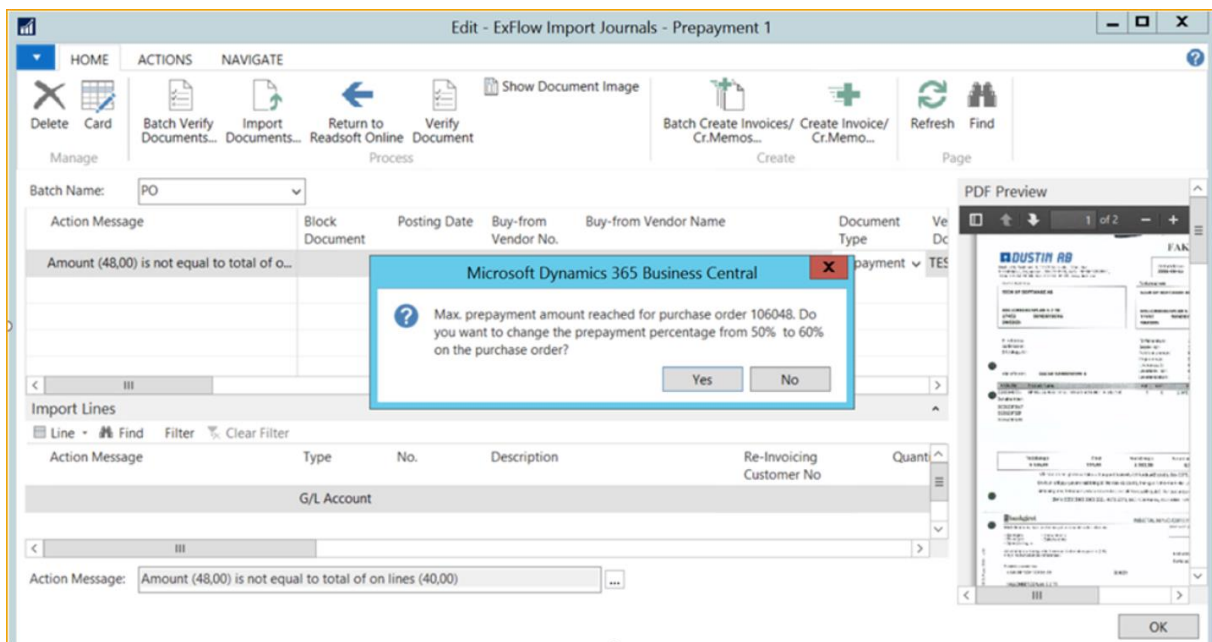 Edit - ExFlow Import Journals - Prepayment 1
HOME ACTIONS NAVIGATE
Delete Card Batch Verify Documents... Import Documents... Return to Readsoft Online Verify Document Show Document Image Batch Create Invoices/ Cr.Memos... Create Invoice/ Cr.Memo... Refresh Find
Manage Process Create Page
Batch Name: PO
PDF Preview
1 of 2
Action Message Block Document Posting Date Buy-from Vendor No. Buy-from Vendor Name Document Type Ve Dc
Amount (48,00) is not equal to total of o... payment TES
Microsoft Dynamics 365 Business Central
Max. prepayment amount reached for purchase order 106048. Do
you want to change the prepayment percentage from 50% to 60%
on the purchase order?
Yes No
Import Lines
Line Find Filter Clear Filter
Action Message Type No. Description Re-Invoicing Customer No Quanti
G/L Account
Action Message: Amount (48,00) is not equal to total of on lines (40,00)
DUSTIN AB
FAK
OK